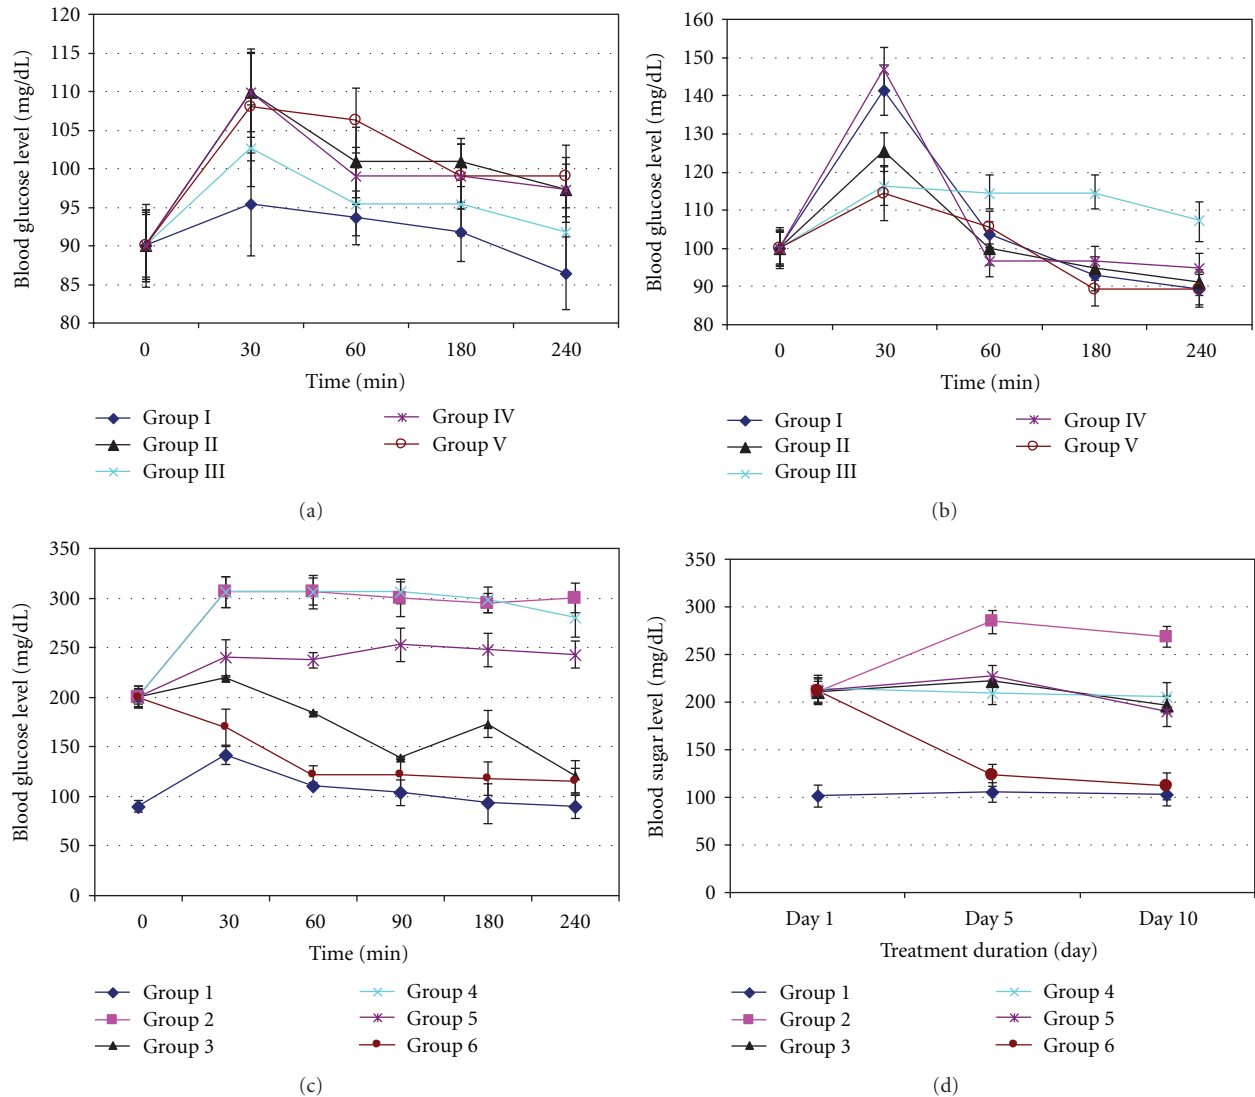 120
115
110
105
100
95
90
85
80
Blood glucose level (mg/dL)
0 30 60 180 240
Time (min)
Group I
Group II
Group III
Group IV
Group V
(a)
160
150
140
130
120
110
100
90
80
Blood glucose level (mg/dL)
0 30 60 180 240
Time (min)
Group I
Group II
Group III
Group IV
Group V
(b)
350
300
250
200
150
100
50
0
Blood glucose level (mg/dL)
0 30 60 90 180 240
Time (min)
Group 1
Group 2
Group 3
Group 4
Group 5
Group 6
(c)
350
300
250
200
150
100
50
0
Blood sugar level (mg/dL)
Day 1 Day 5 Day 10
Treatment duration (day)
Group 1
Group 2
Group 3
Group 4
Group 5
Group 6
(d)